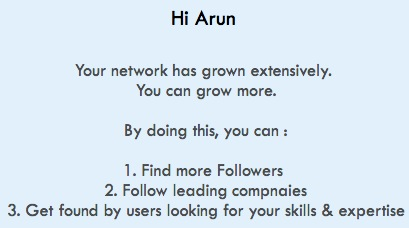 Hi Arun
Your network has grown extensively.
You can grow more.
By doing this, you can :
1. Find more Followers
2. Follow leading compnaies
3. Get found by users looking for your skills & expertise